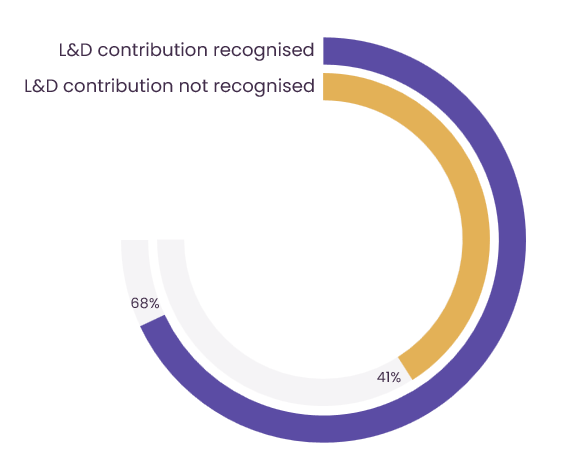 L&D contribution recognised
L&D contribution not recognised
68%
41%